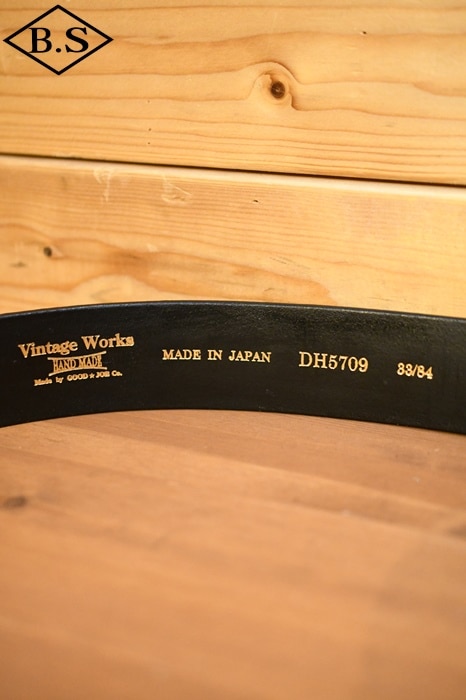 B.S
Vintage Works
HAND MADE
Made by GOOD★JOB Co.
MADE IN JAPAN
DH5709
33/84